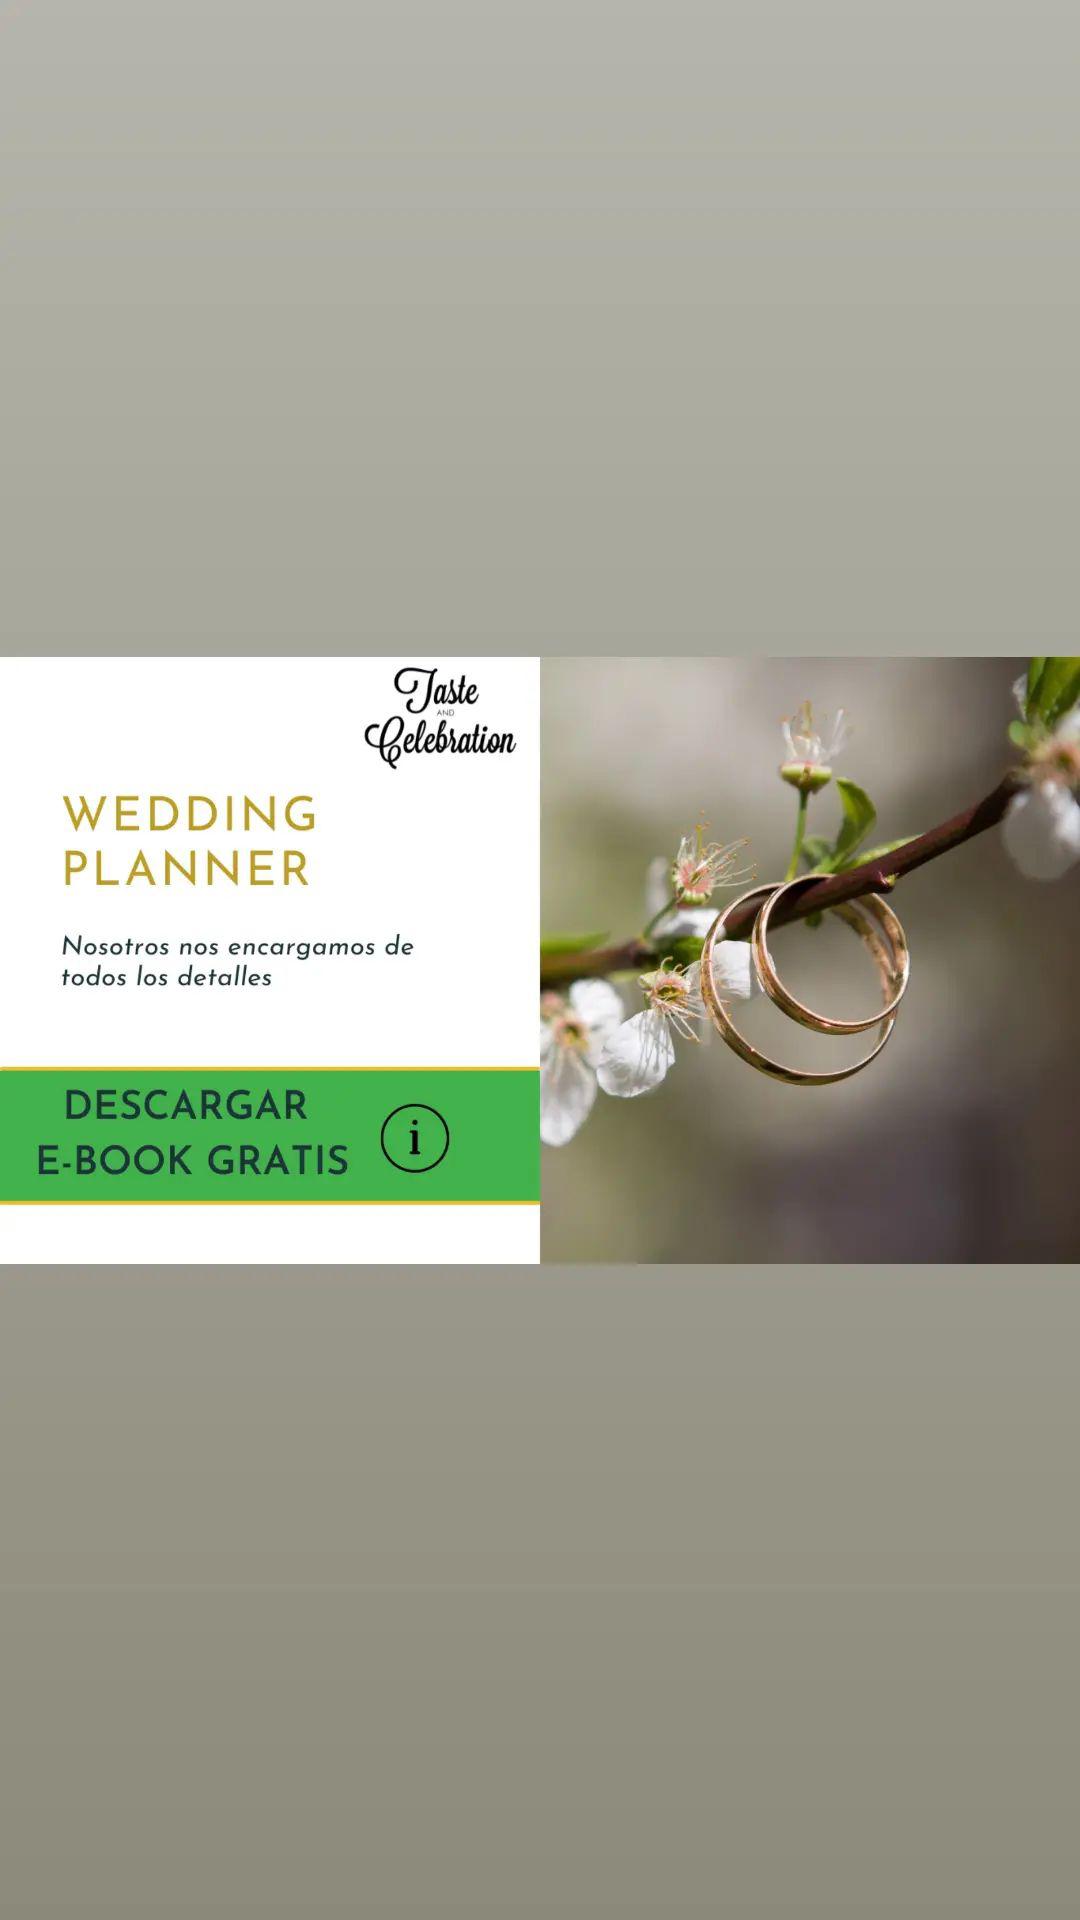 Taste
AND
Celebration
WEDDING
PLANNER
Nosotros nos encargamos de
todos los detalles
DESCARGAR
E-BOOK GRATIS
i